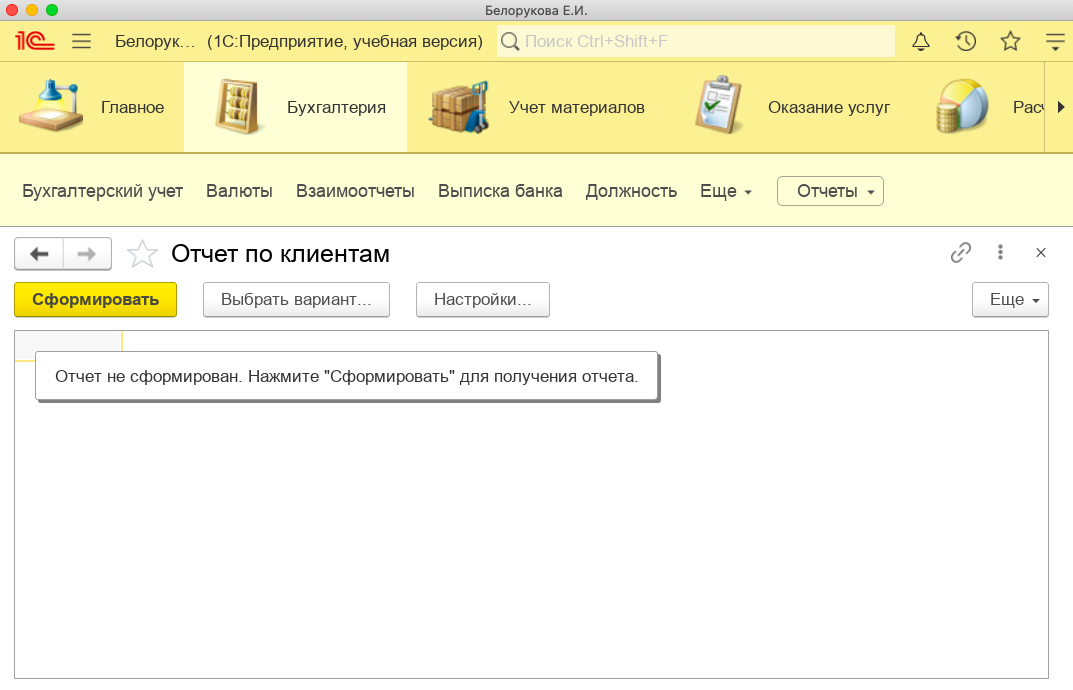 Белорукова Е.И.
1С Белорук... (1С:Предприятие, учебная версия) Поиск Ctrl+Shift+F
Главное Бухгалтерия Учет материалов Оказание услуг Расч
Бухгалтерский учет Валюты Взаимоотчеты Выписка банка Должность Еще Отчеты
Отчет по клиентам
Сформировать Выбрать вариант... Настройки... Еще
Отчет не сформирован. Нажмите "Сформировать" для получения отчета.